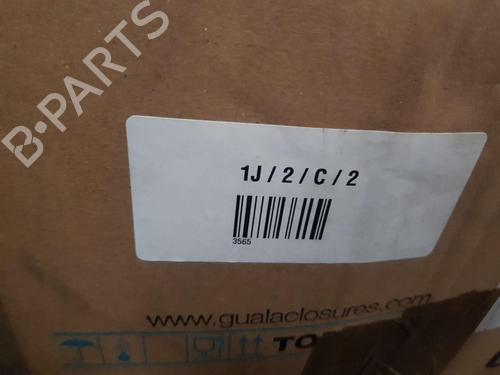 B-PARTS
1J / 2 / C / 2
3565
www.gualaclosures.com
TO